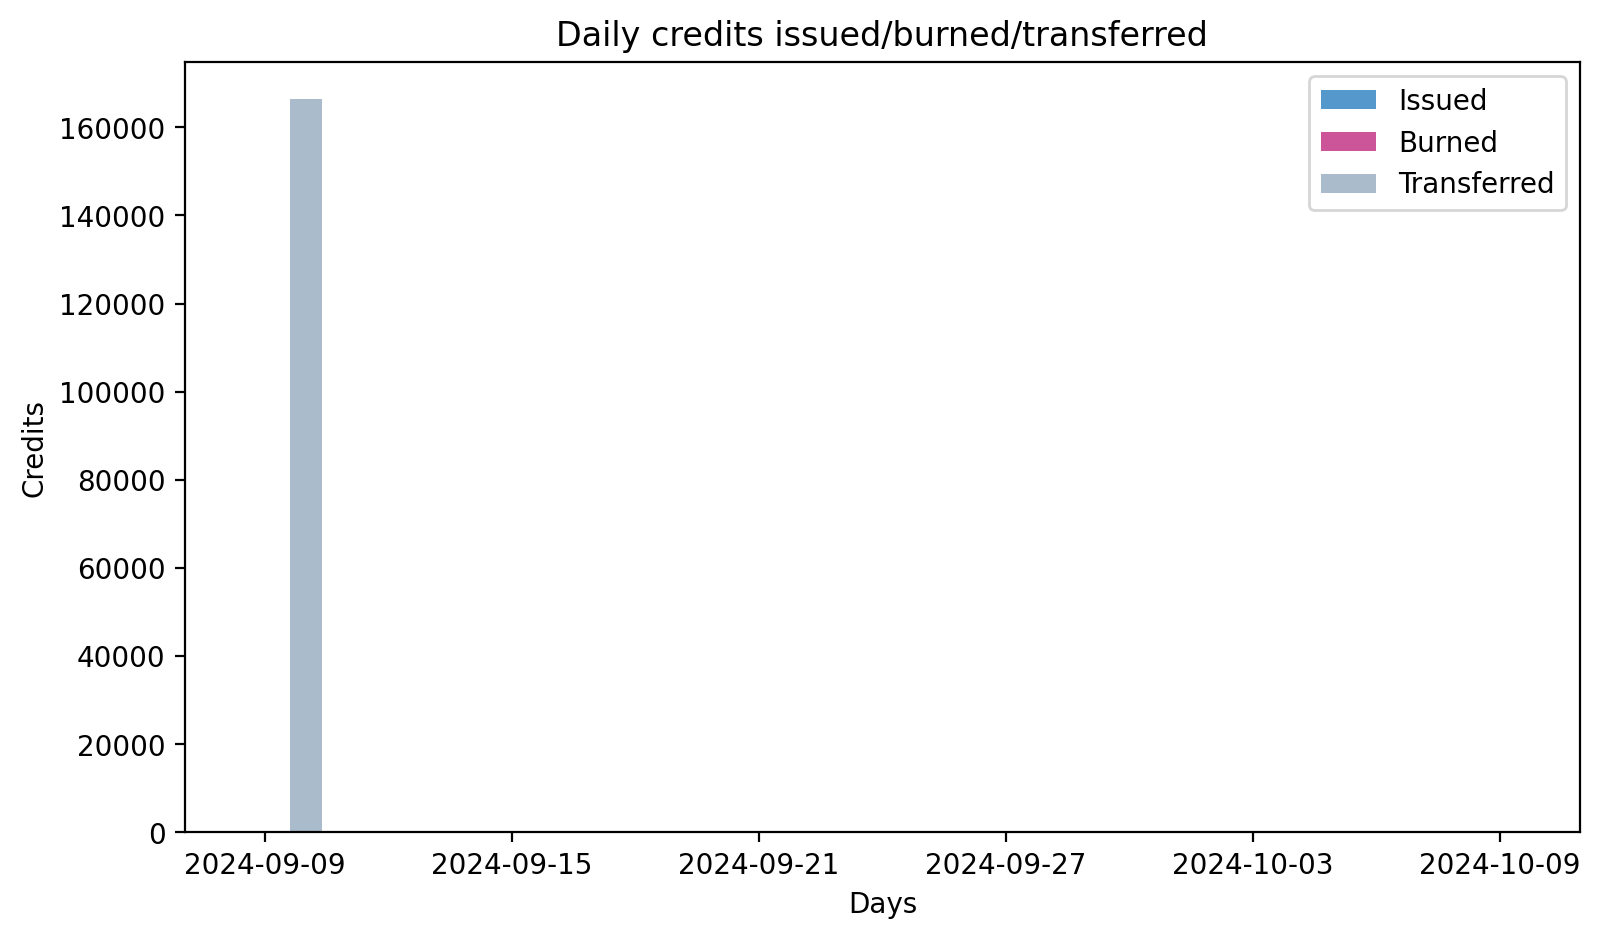 Daily credits issued/burned/transferred
Issued
Burned
Transferred
160000
140000
120000
100000
80000
60000
40000
20000
0
Credits
2024-09-09 2024-09-15 2024-09-21 2024-09-27 2024-10-03 2024-10-09
Days